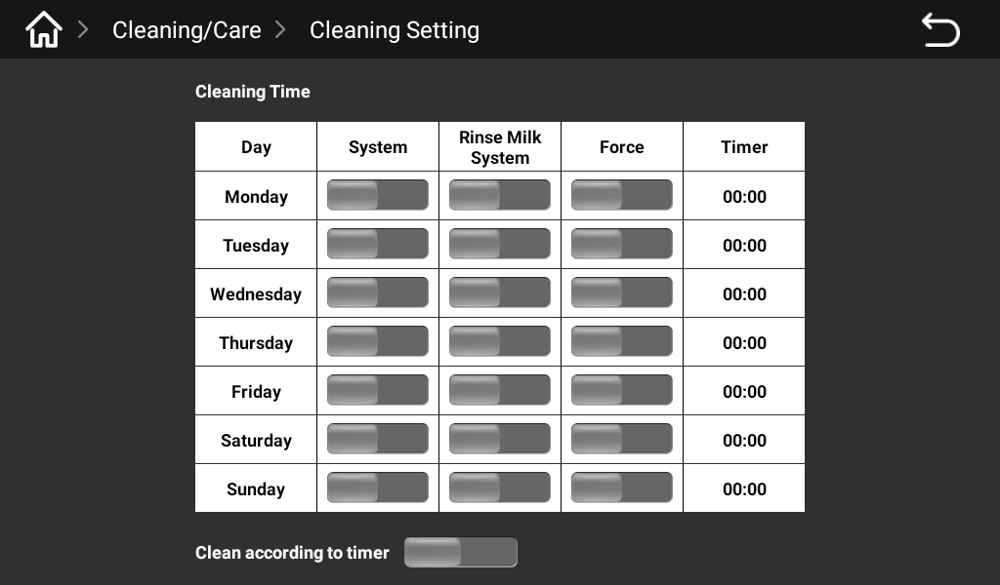 Cleaning/Care Cleaning Setting
Cleaning Time
Day System Rinse Milk System Force Timer
Monday 00:00
Tuesday 00:00
Wednesday 00:00
Thursday 00:00
Friday 00:00
Saturday 00:00
Sunday 00:00
Clean according to timer